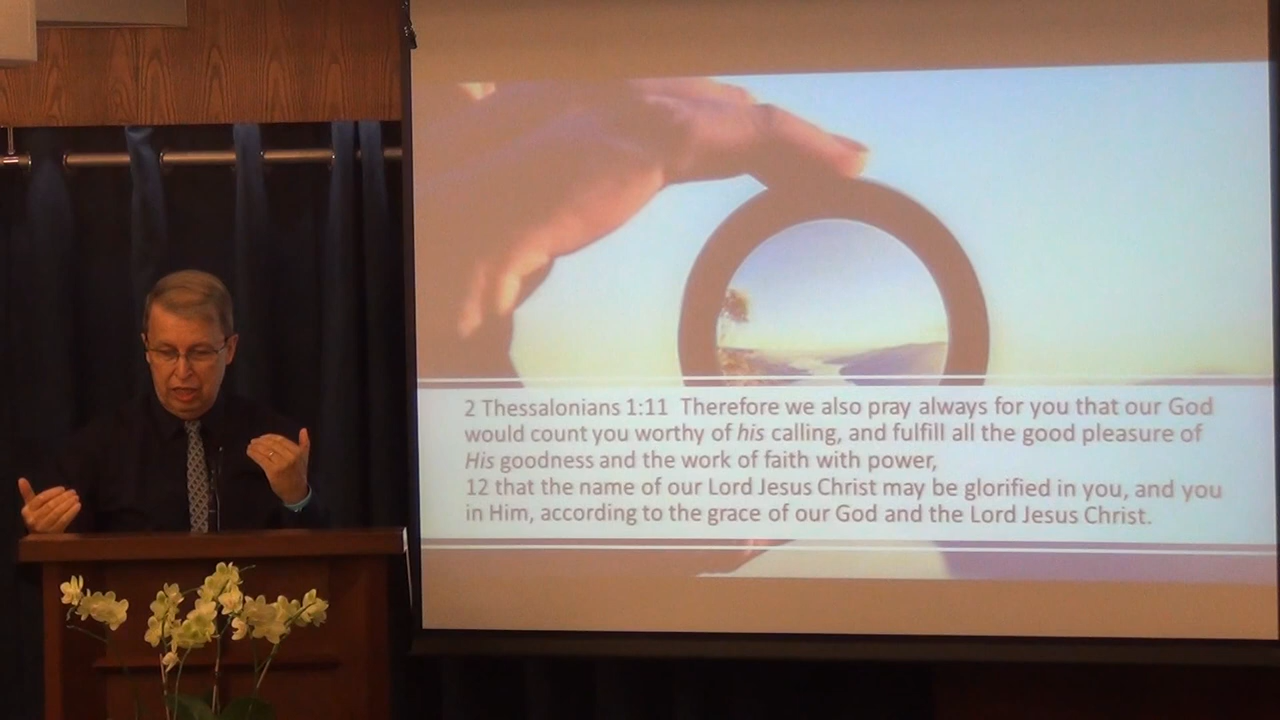 2 Thessalonians 1:11  Therefore we also pray always for you that our God
would count you worthy of his calling, and fulfill all the good pleasure of
His goodness and the work of faith with power,
12 that the name of our Lord Jesus Christ may be glorified in you, and you
in Him, according to the grace of our God and the Lord Jesus Christ.